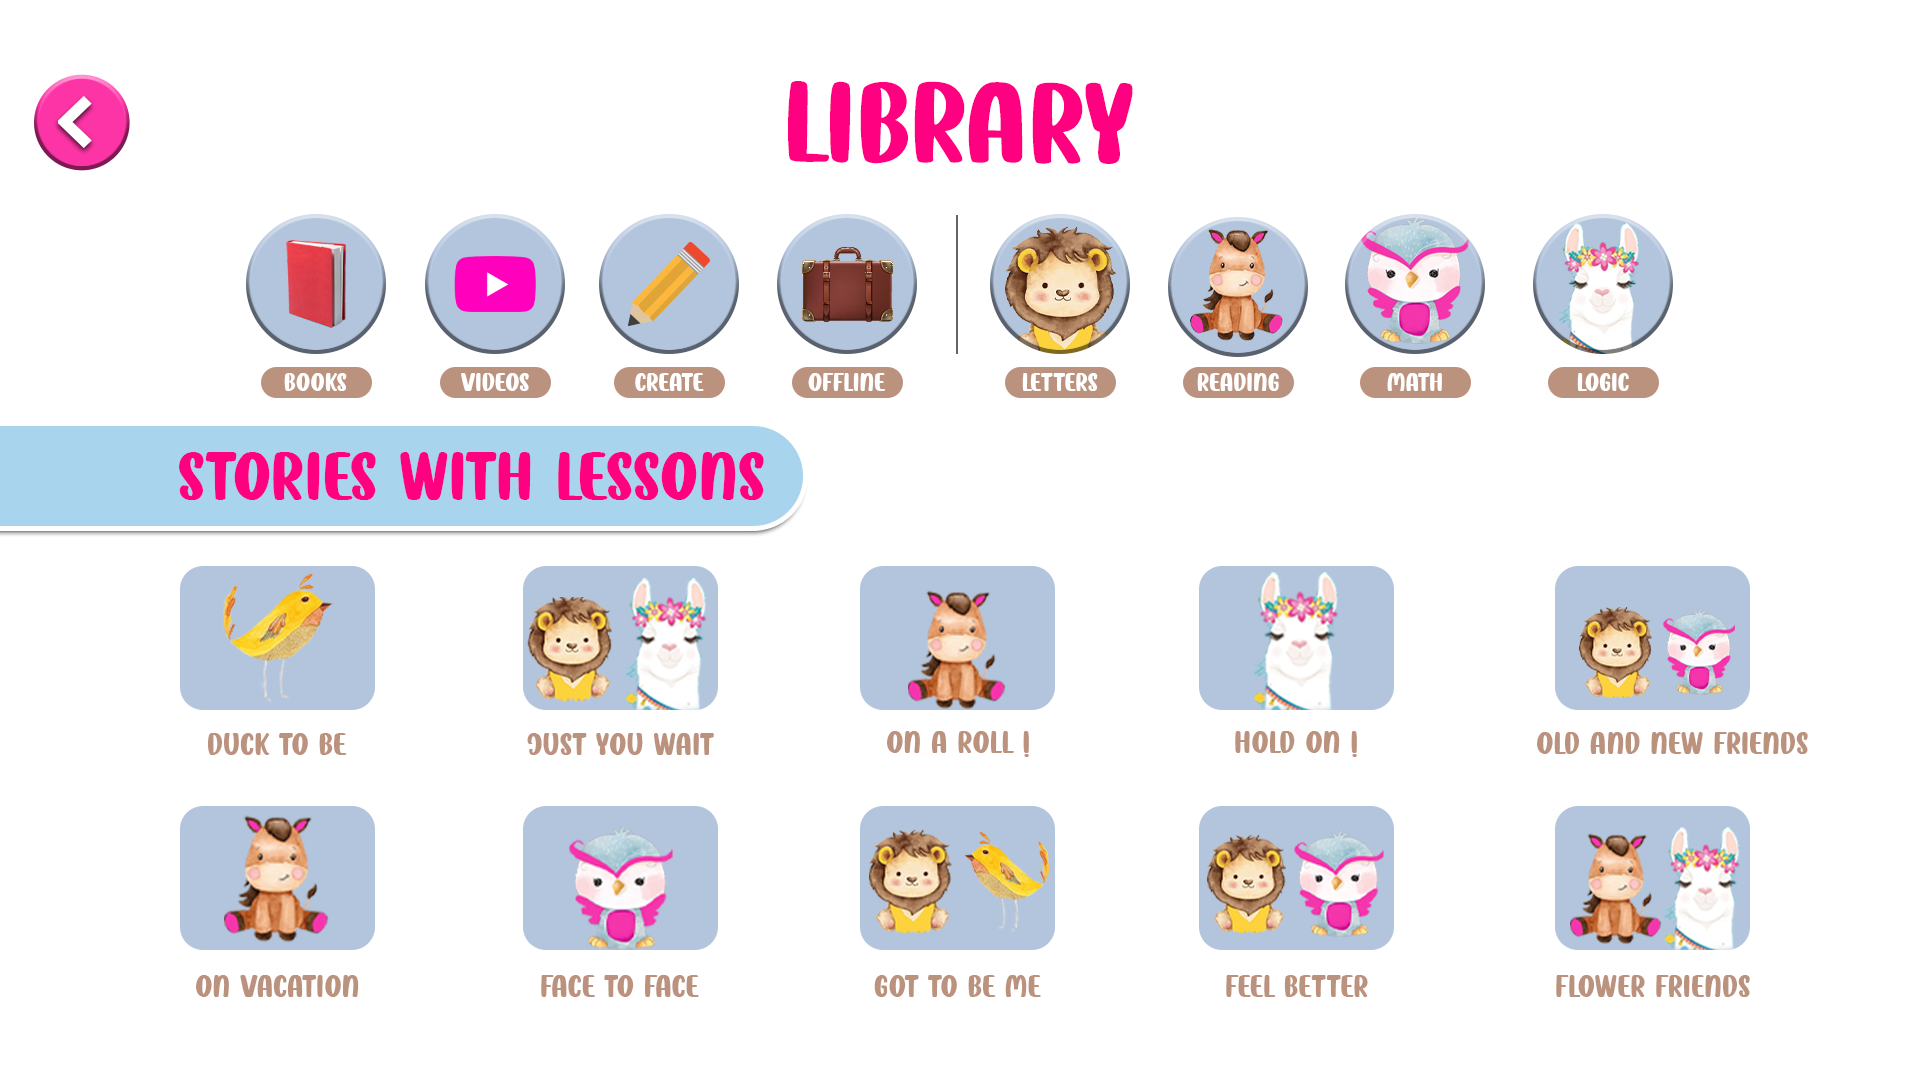 LIBRARY
BOOKS VIDEOS CREATE OFFLINE LETTERS READING MATH LOGIC
STORIES WITH LESSONS
DUCK TO BE JUST YOU WAIT ON A ROLL ! HOLD ON ! OLD AND NEW FRIENDS
ON VACATION FACE TO FACE GOT TO BE ME FEEL BETTER FLOWER FRIENDS